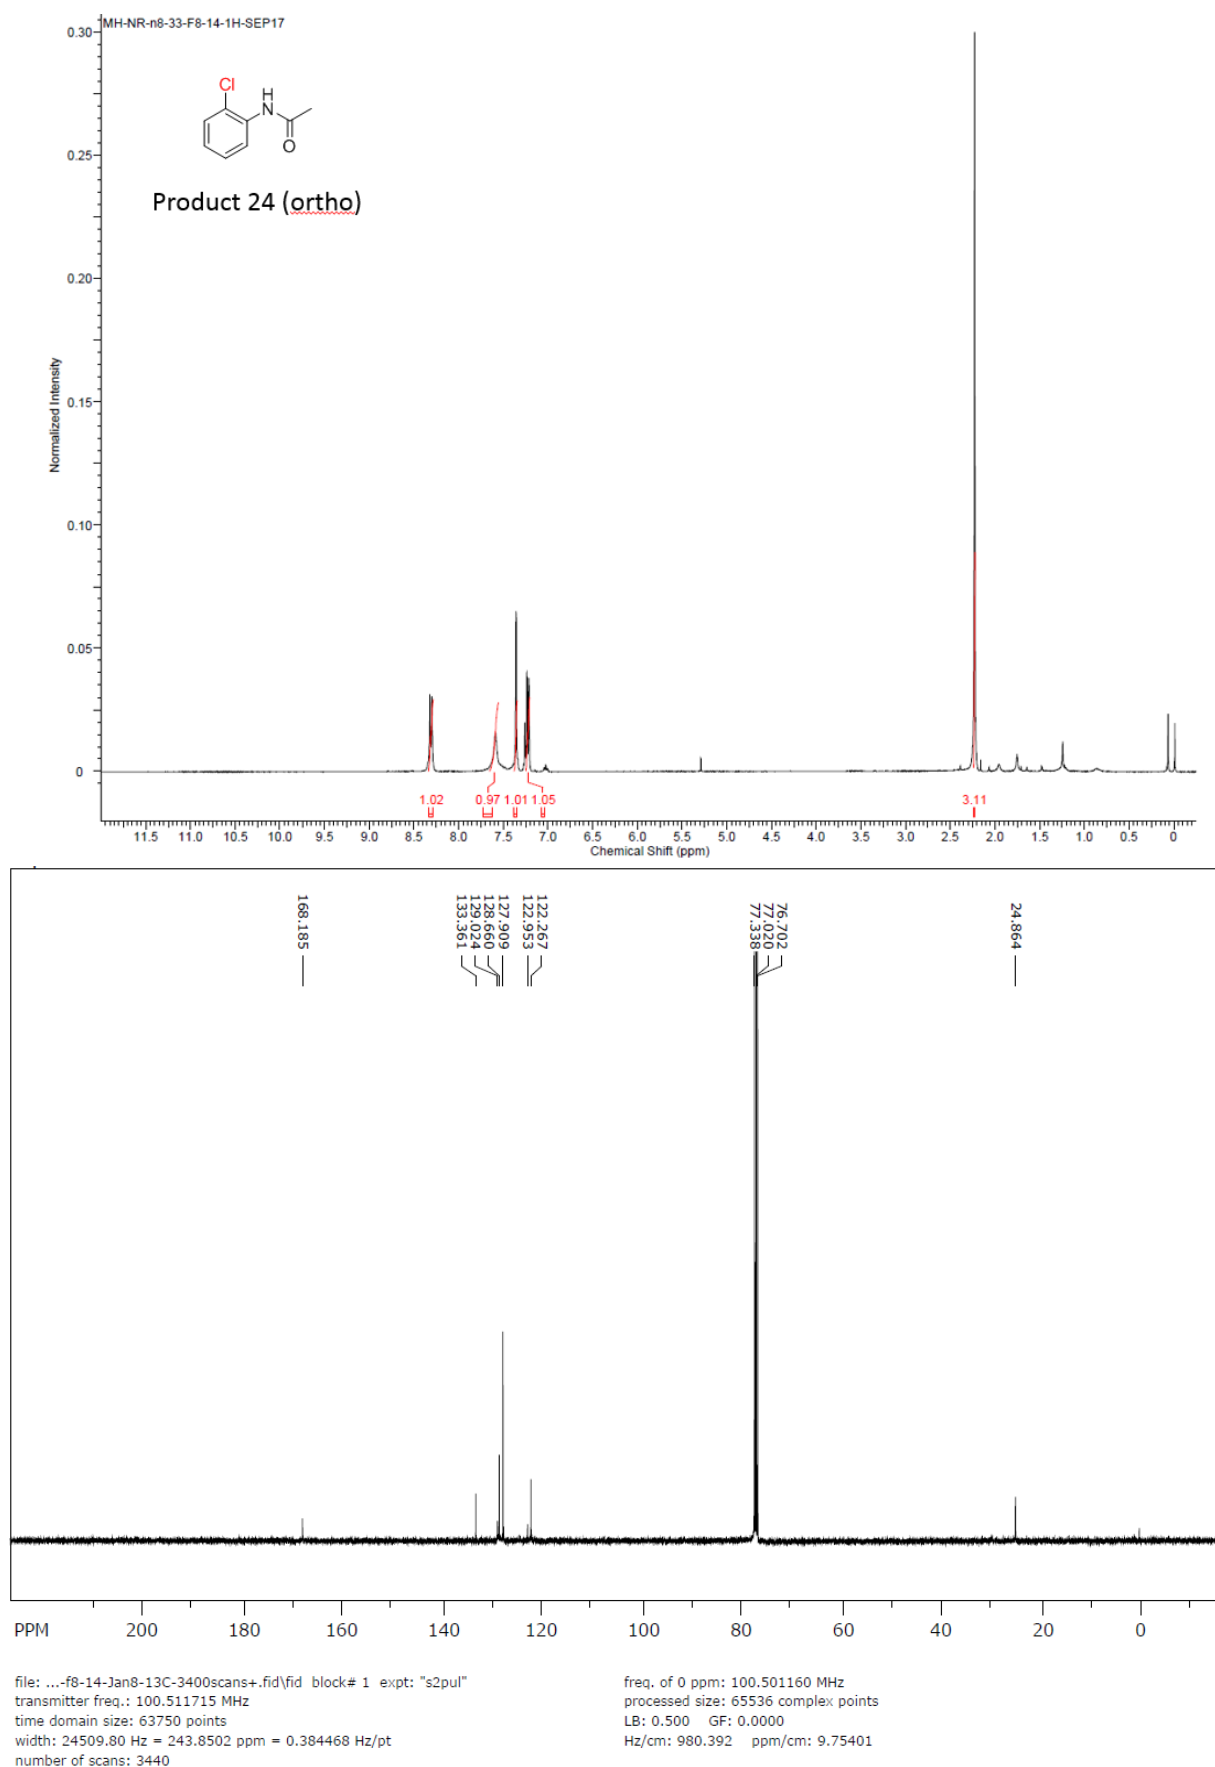 MH-NR-n8-33-F8-14-1H-SEP17
0.30
Cl
H
N
O
Product 24 (ortho)
0.25
0.20
0.15
0.10
0.05
0
Normalized Intensity
1.02 0.97 1.01 1.05 3.11
11.5 11.0 10.5 10.0 9.5 9.0 8.5 8.0 7.5 7.0 6.5 6.0 5.5 5.0 4.5 4.0 3.5 3.0 2.5 2.0 1.5 1.0 0.5 0
Chemical Shift (ppm)
168.185
133.361
129.024
128.660
127.909
122.953
122.267
77.338
77.020
76.702
24.864
PPM 200 180 160 140 120 100 80 60 40 20 0
file: ...-f8-14-Jan8-13C-3400scans+.fid\fid block# 1 expt: "s2pul"
transmitter freq.: 100.511715 MHz
time domain size: 63750 points
width: 24509.80 Hz = 243.8502 ppm = 0.384468 Hz/pt
number of scans: 3440
freq. of 0 ppm: 100.501160 MHz
processed size: 65536 complex points
LB: 0.500 GF: 0.0000
Hz/cm: 980.392 ppm/cm: 9.75401